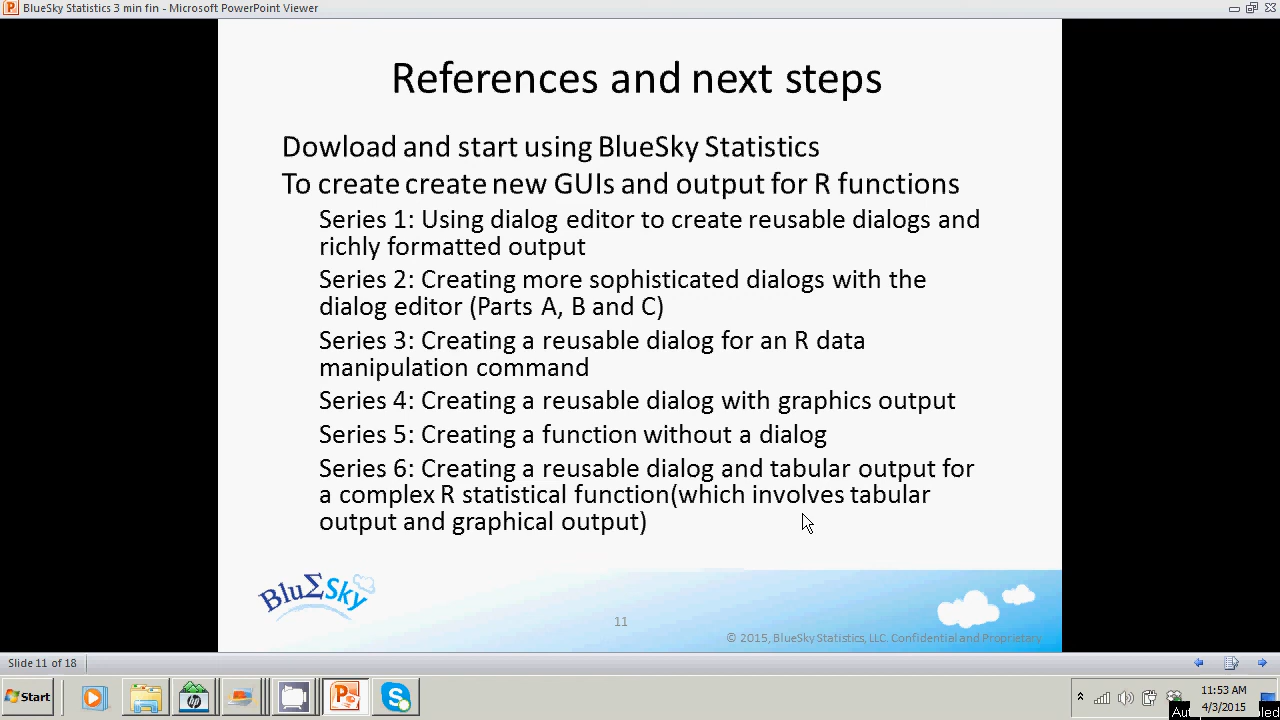 BlueSky Statistics 3 min fin - Microsoft PowerPoint Viewer
References and next steps
Dowload and start using BlueSky Statistics
To create create new GUIs and output for R functions
Series 1: Using dialog editor to create reusable dialogs and
richly formatted output
Series 2: Creating more sophisticated dialogs with the
dialog editor (Parts A, B and C)
Series 3: Creating a reusable dialog for an R data
manipulation command
Series 4: Creating a reusable dialog with graphics output
Series 5: Creating a function without a dialog
Series 6: Creating a reusable dialog and tabular output for
a complex R statistical function(which involves tabular
output and graphical output)
BluΣSky
11
© 2015, BlueSky Statistics, LLC. Confidential and Proprietary
Slide 11 of 18
Start
hp
11:53 AM
4/3/2015